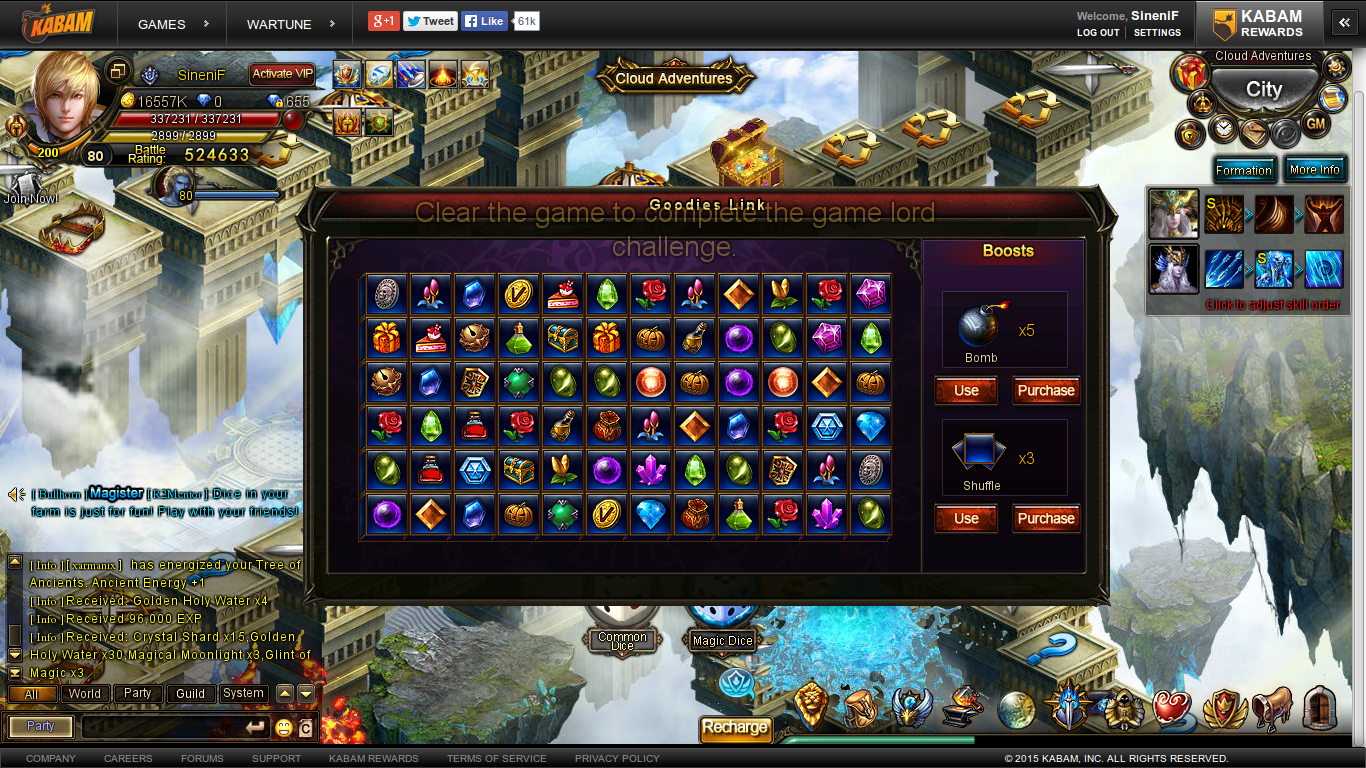 KABAM
GAMES
WARTUNE
g+1
Tweet
Like
61k
Welcome, SineniF
LOG OUT
SETTINGS
KABAM
REWARDS
SineniF
Activate VIP
16557K
0
655
337231 / 337231
2899 / 2899
200
80
Battle
Rating:
524633
80
Join Now!
Cloud Adventures
Cloud Adventures
City
GM
Formation
More Info
S
S
Click to adjust skill order
Goodies Link
Clear the game to complete the game lord
challenge.
Boosts
x5
Bomb
Use
Purchase
x3
Shuffle
Use
Purchase
[ Bullhorn ] Magister [ R2Mentor ] Dice in your
farm is just for fun! Play with your friends!
[ Info ] [ xarmanix ] has energized your Tree of
Ancients. Ancient Energy +1
[ Info ] Received: Golden Holy Water x4
[ Info ] Received 96,000 EXP
[ Info ] Received: Crystal Shard x15,Golden
Holy Water x30,Magical Moonlight x3,Glint of
Magic x3
All
World
Party
Guild
System
Party
C
Common
Dice
Magic Dice
Recharge
COMPANY
CAREERS
FORUMS
SUPPORT
KABAM REWARDS
TERMS OF SERVICE
PRIVACY POLICY
© 2015 KABAM, INC. ALL RIGHTS RESERVED.